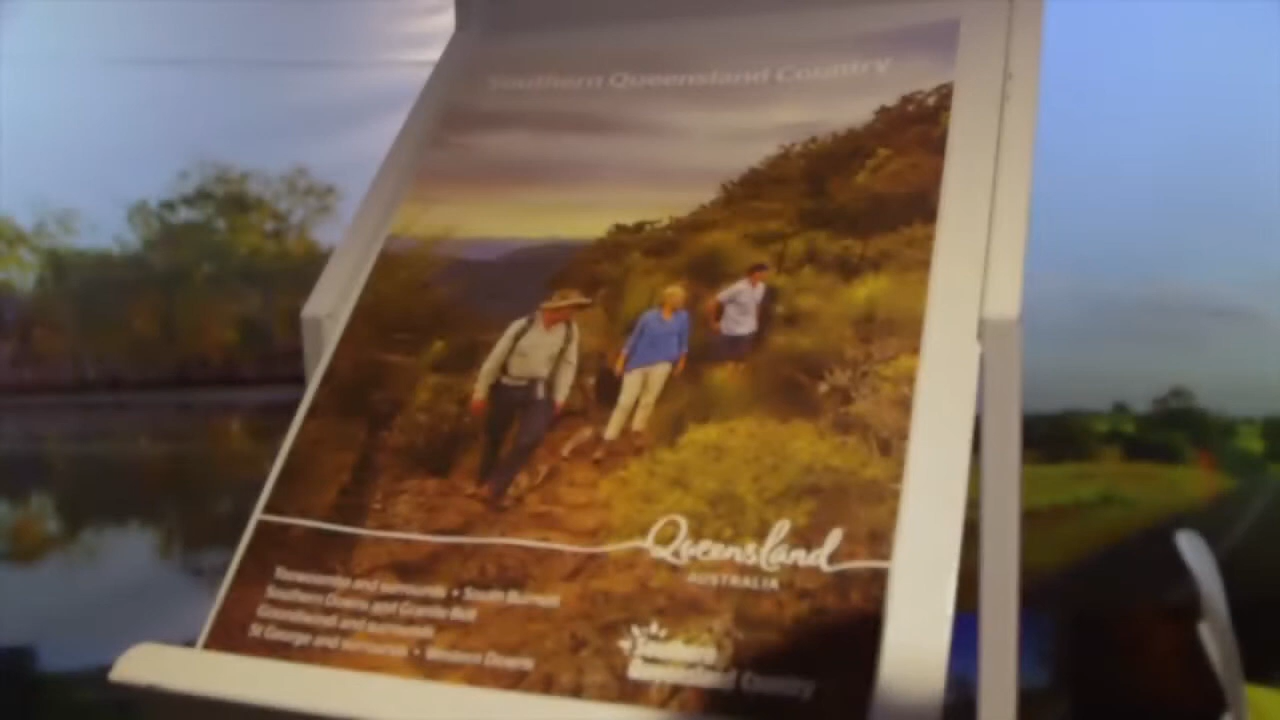 Southern Queensland Country
Queensland
AUSTRALIA
Toowoomba and surrounds • South Burnett
Southern Downs and Granite Belt
Goondiwindi and surrounds
St George and surrounds • Western Downs
Southern
Queensland Country